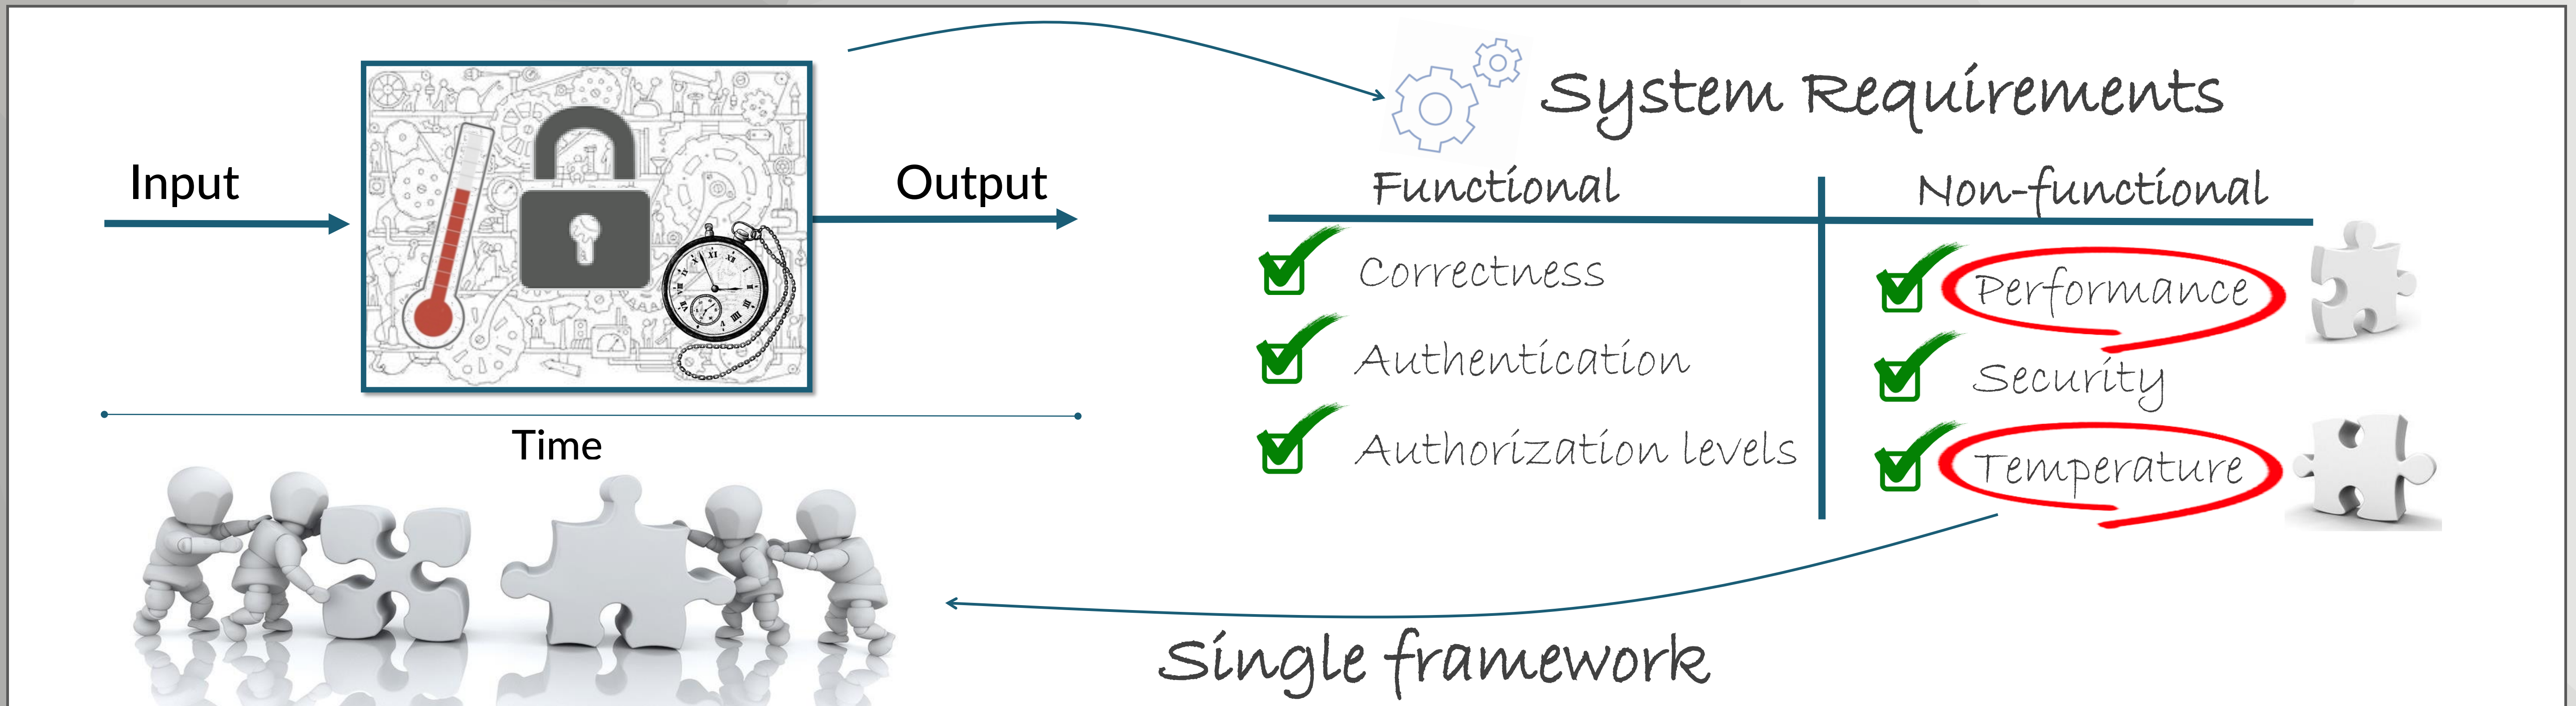 Input
Output
Time
System Requirements
Functional
Non-functional
Correctness
Authentication
Authorization levels
Performance
Security
Temperature
Single framework